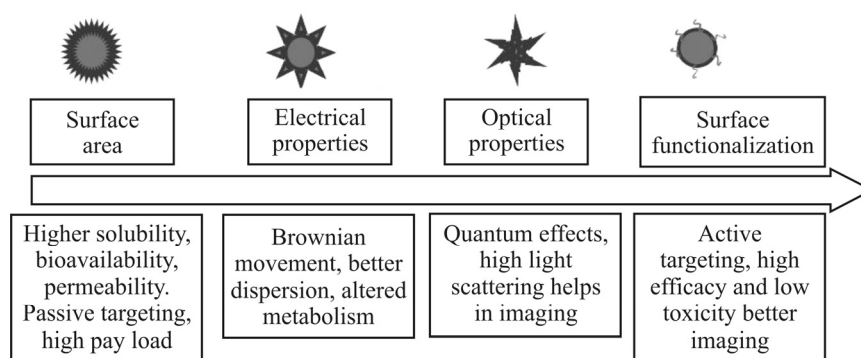 Surface
area
Electrical
properties
Optical
properties
Surface
functionalization
Higher solubility,
bioavailability,
permeability.
Passive targeting,
high pay load
Brownian
movement, better
dispersion, altered
metabolism
Quantum effects,
high light
scattering helps
in imaging
Active
targeting, high
efficacy and low
toxicity better
imaging